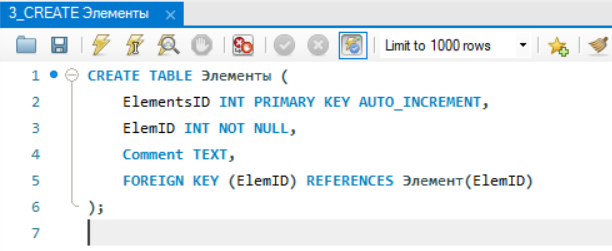 3_CREATE Элементы ×
Limit to 1000 rows
1 CREATE TABLE Элементы (
2 ElementsID INT PRIMARY KEY AUTO_INCREMENT,
3 ElemID INT NOT NULL,
4 Comment TEXT,
5 FOREIGN KEY (ElemID) REFERENCES Элемент(ElemID)
6 );
7